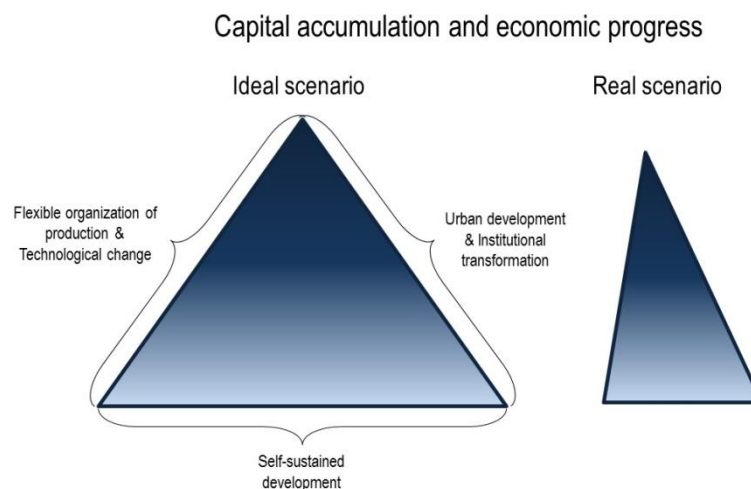 Capital accumulation and economic progress
Ideal scenario
Real scenario
Flexible organization of
production &
Technological change
Urban development
& Institutional
transformation
Self-sustained
development